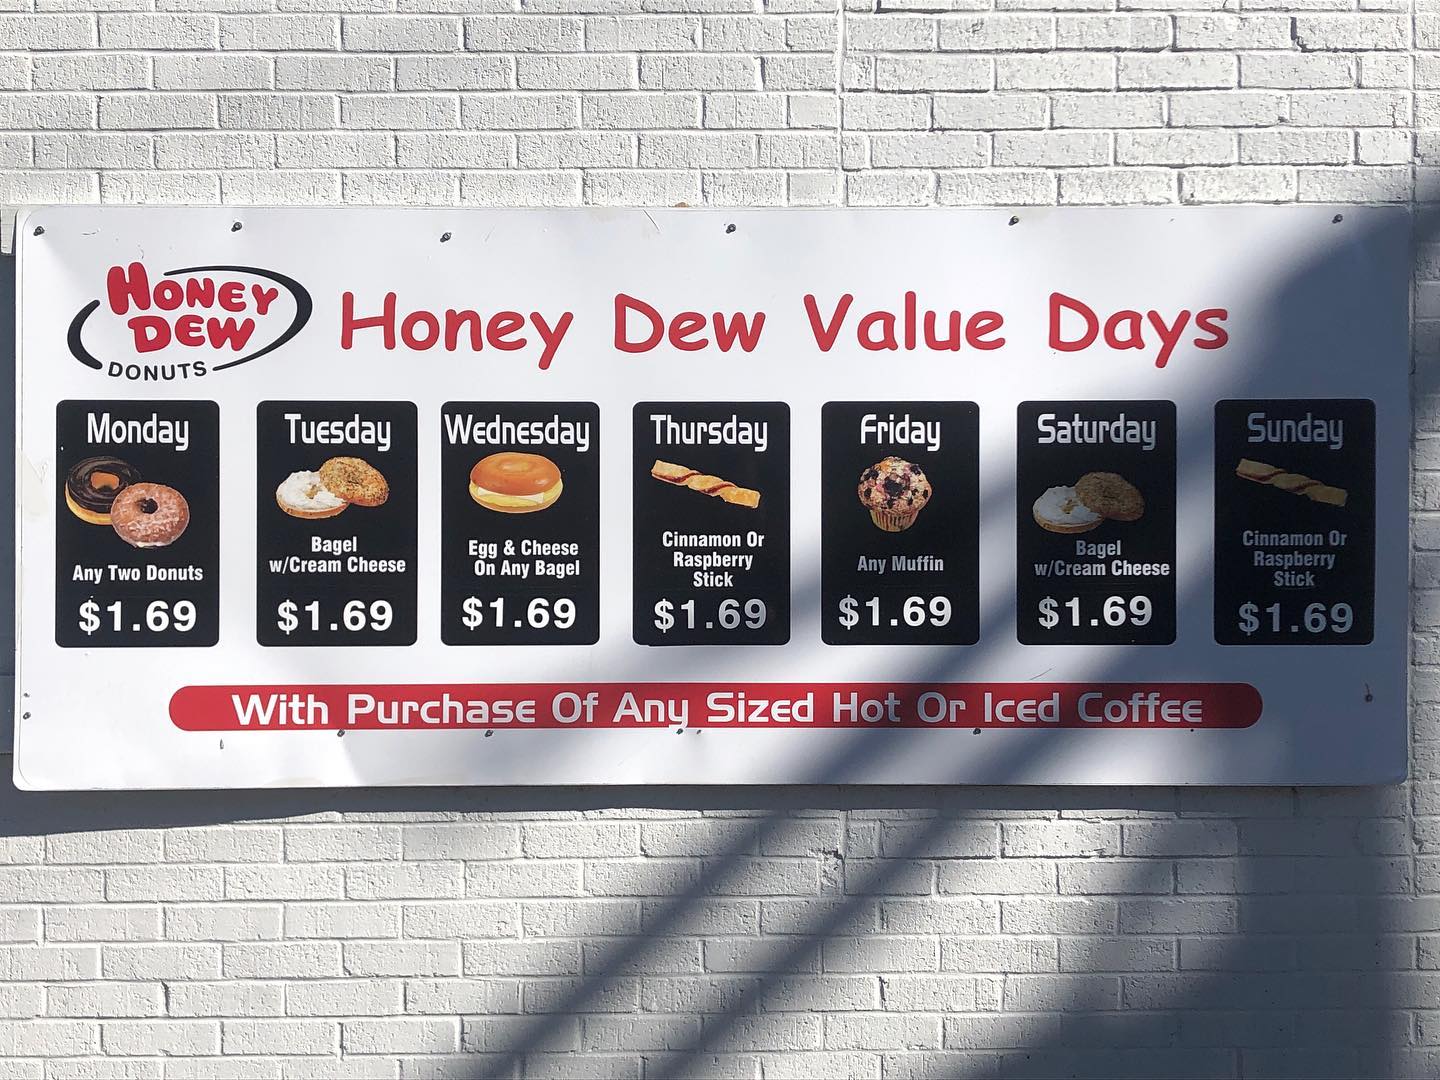 HONEY
DEW
DONUTS
Honey Dew Value Days
Monday
Any Two Donuts
$1.69
Tuesday
Bagel
w/Cream Cheese
$1.69
Wednesday
Egg & Cheese
On Any Bagel
$1.69
Thursday
Cinnamon Or
Raspberry
Stick
$1.69
Friday
Any Muffin
$1.69
Saturday
Bagel
w/Cream Cheese
$1.69
Sunday
Cinnamon Or
Raspberry
Stick
$1.69
With Purchase Of Any Sized Hot Or Iced Coffee